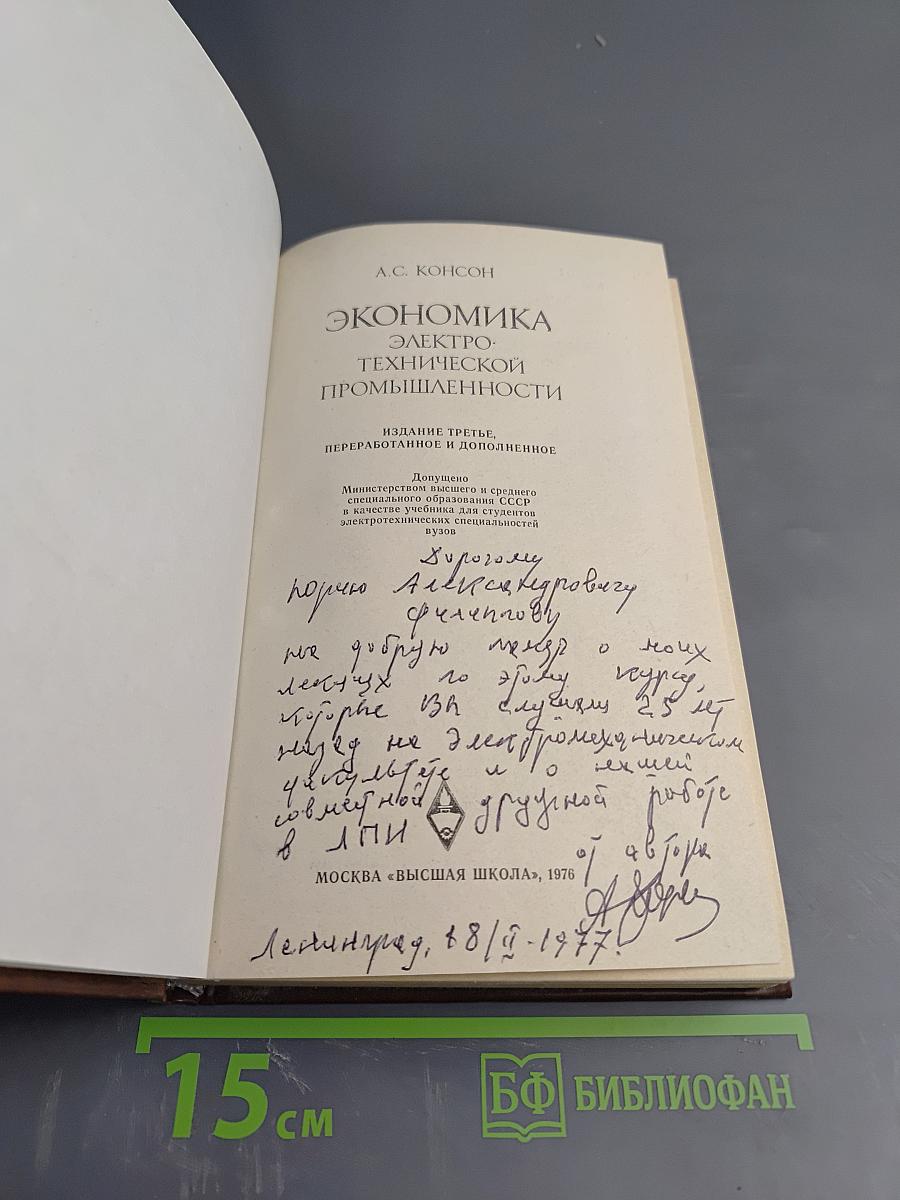 А.С. КОНСОН
ЭКОНОМИКА
ЭЛЕКТРО-
ТЕХНИЧЕСКОЙ
ПРОМЫШЛЕННОСТИ
ИЗДАНИЕ ТРЕТЬЕ,
ПЕРЕРАБОТАННОЕ И ДОПОЛНЕННОЕ
Допущено
Министерством высшего и среднего
специального образования СССР
в качестве учебника для студентов
электротехнических специальностей
вузов
Дорогому
Юрию Александровичу
Филиппову
на добрую память о моих
лекциях по этому курсу,
которые Вы слушали 25 лет
назад на Электромеханическом
факультете и о нашей
совместной дружной работе
в ЛПИ
от автора
МОСКВА «ВЫСШАЯ ШКОЛА», 1976
Ленинград, 18/II-1977.
15 см
БФ БИБЛИОФАН